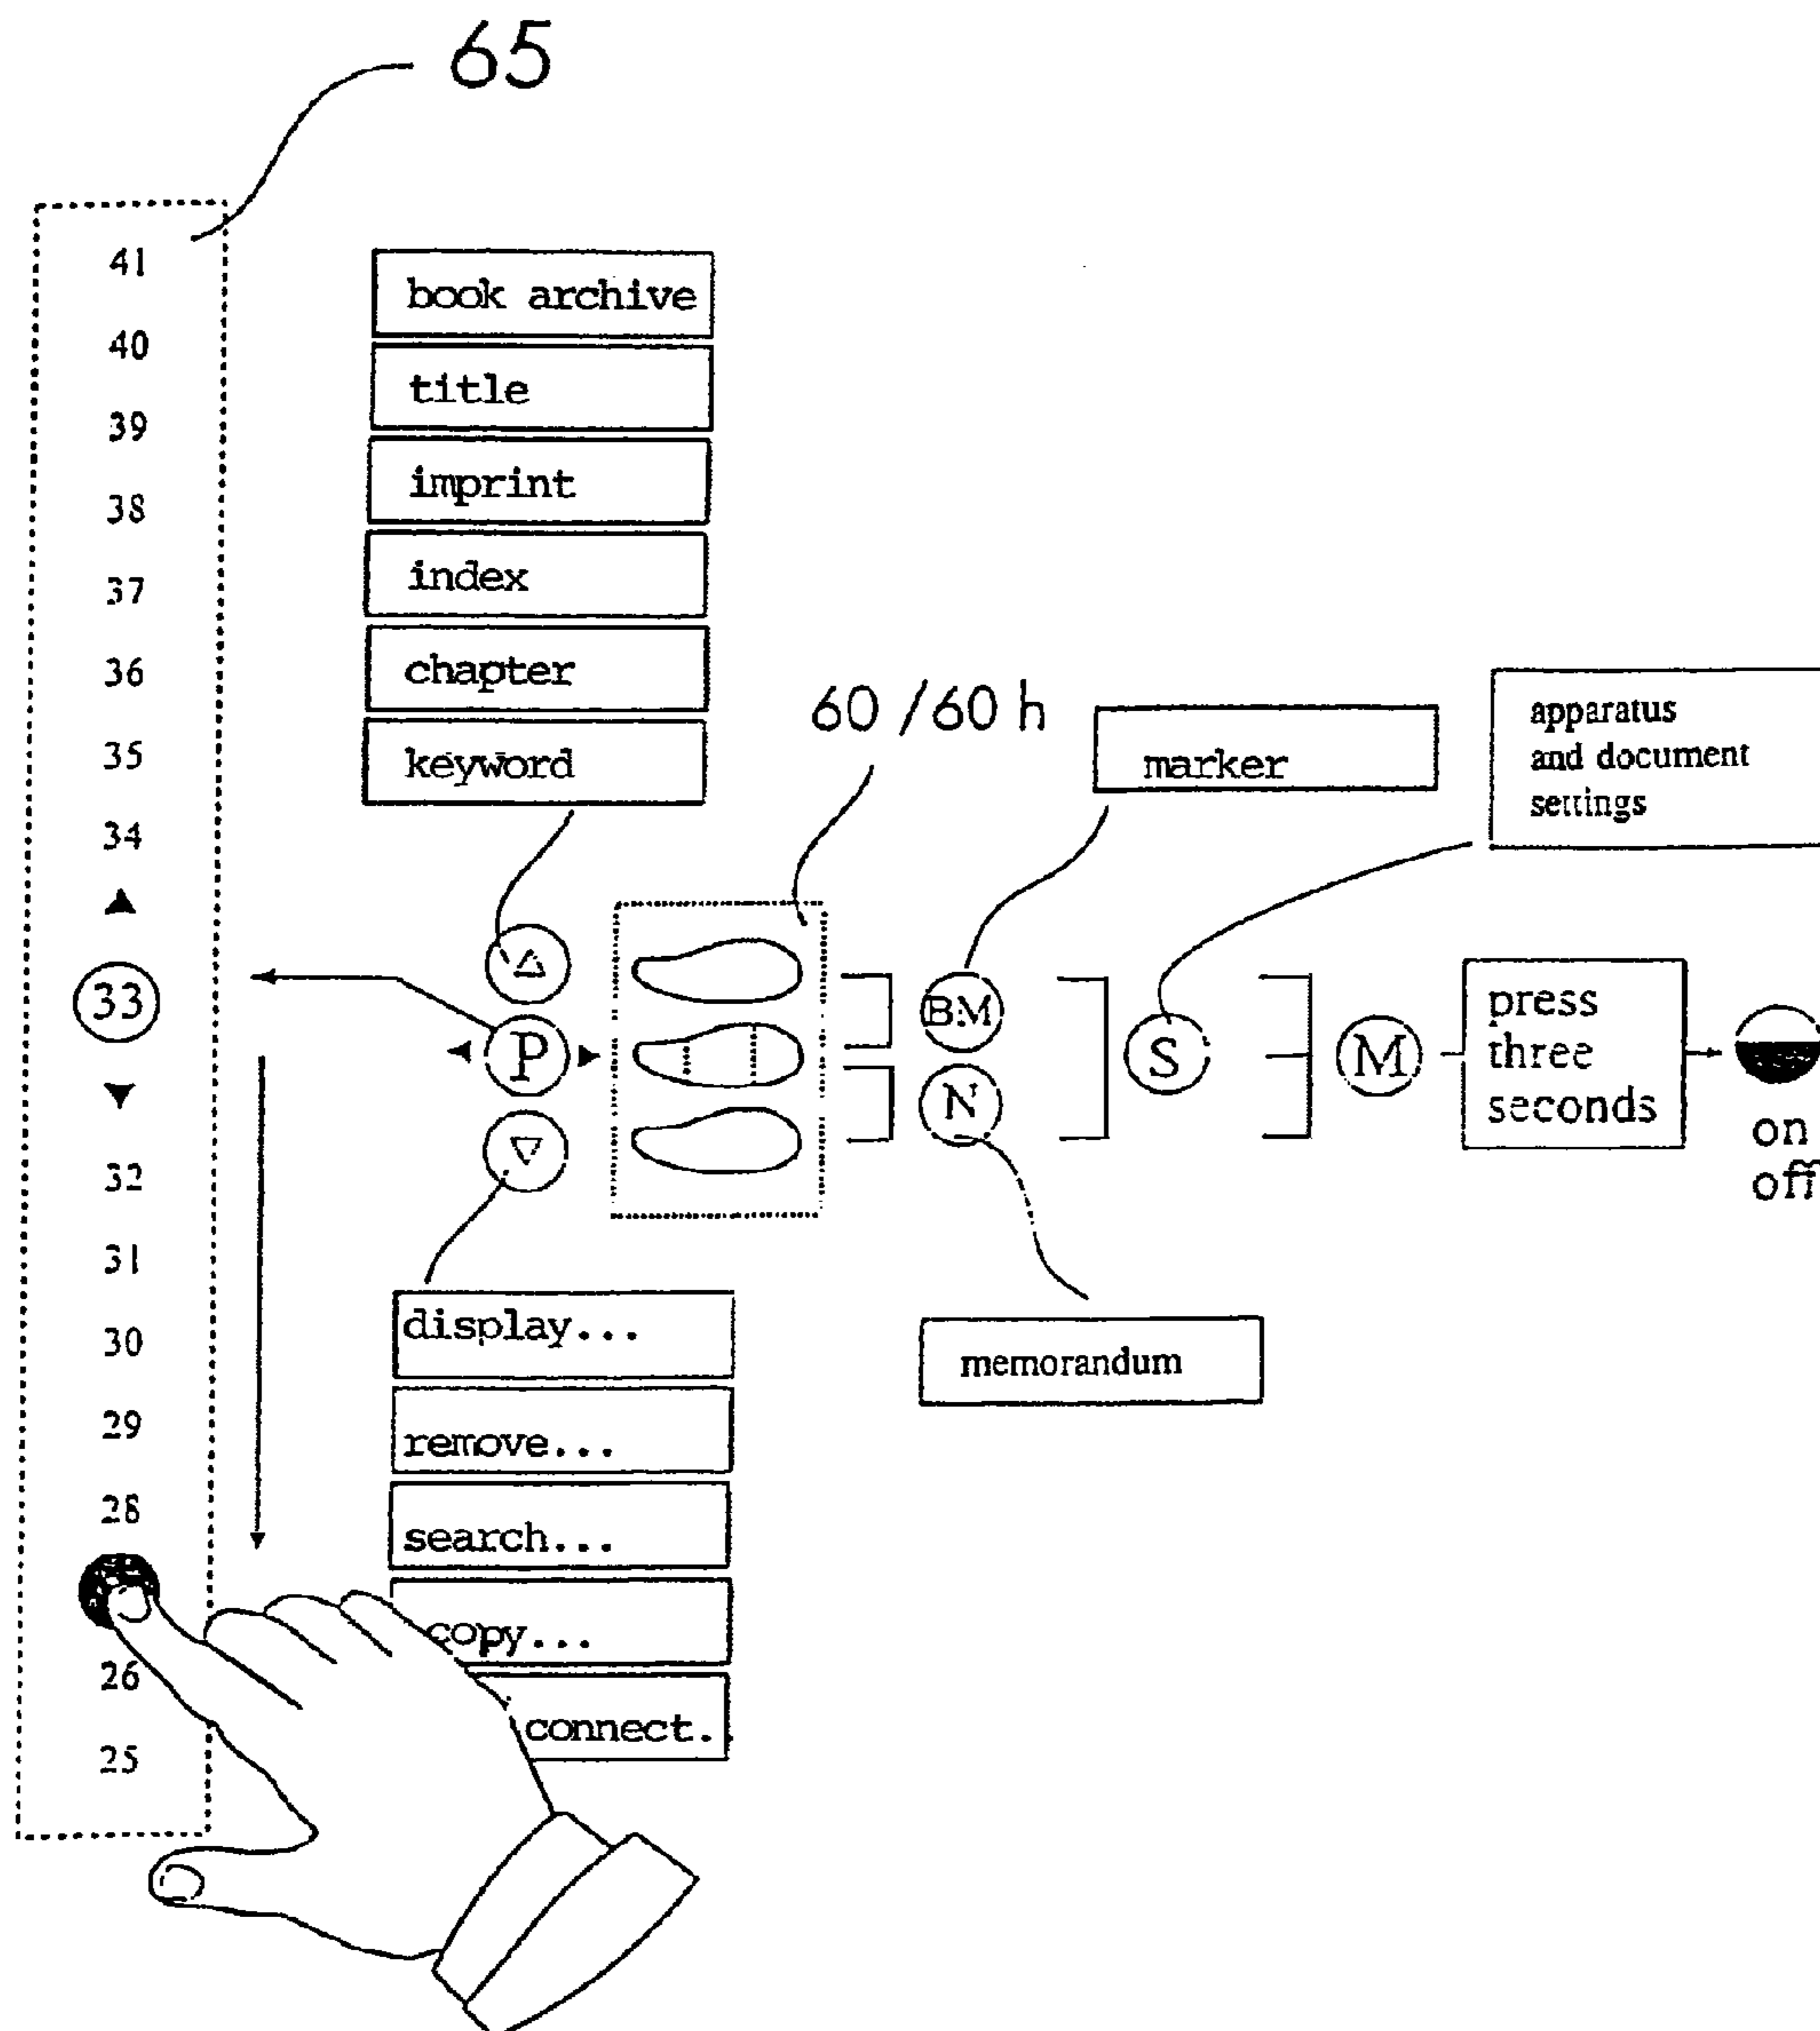 65
41
40
39
38
37
36
35
34
33
32
31
30
29
28
26
25
book archive
title
imprint
index
chapter
keyword
60 / 60 h
marker
apparatus
and document
settings
P
BM
N
S
M
press
three
seconds
on
off
display...
remove...
search...
copy...
connect.
memorandum